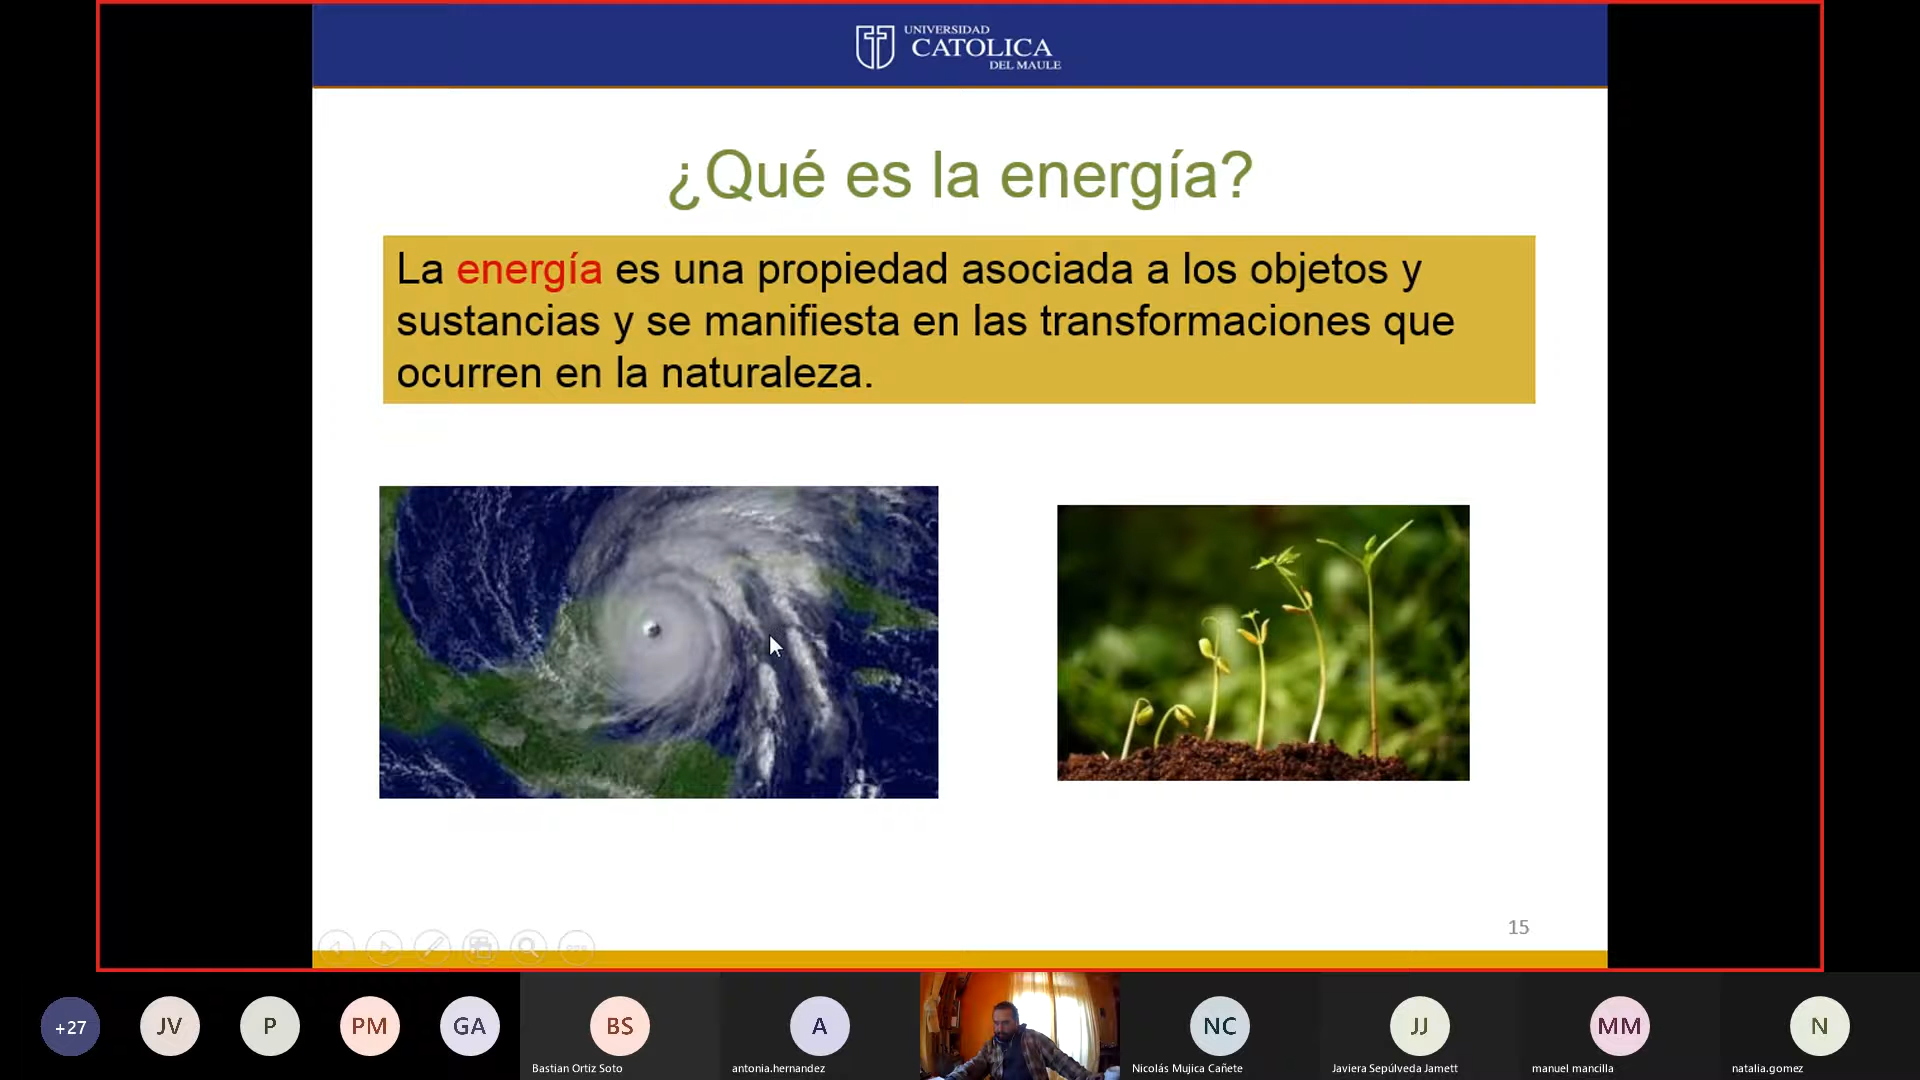 UNIVERSIDAD
CATOLICA
DEL MAULE
¿Qué es la energía?
La energía es una propiedad asociada a los objetos y
sustancias y se manifiesta en las transformaciones que
ocurren en la naturaleza.
15
+27
JV
P
PM
GA
BS
A
NC
JJ
MM
N
Bastian Ortiz Soto
antonia.hernandez
Nicolás Mujica Cañete
Javiera Sepúlveda Jamett
manuel mancilla
natalia.gomez